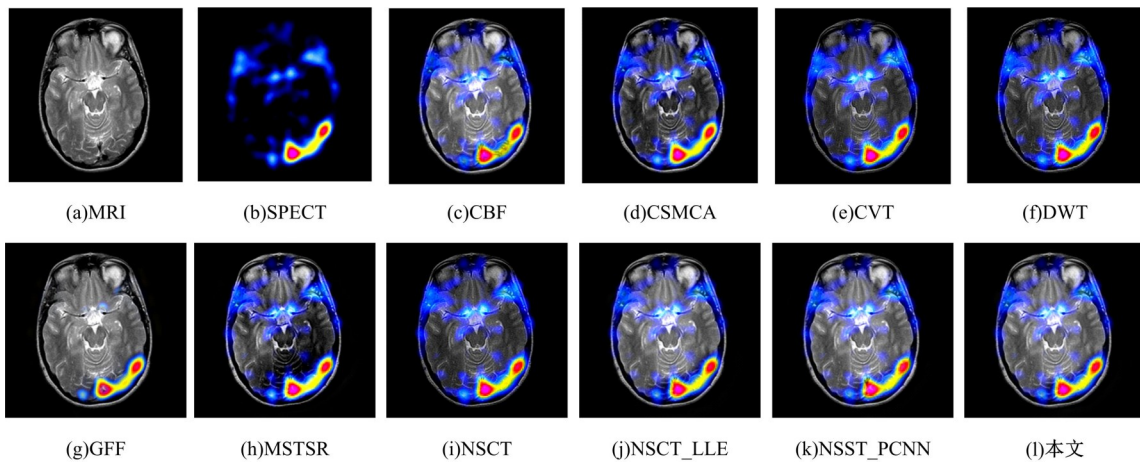 (a)MRI (b)SPECT (c)CBF (d)CSMCA (e)CVT (f)DWT
(g)GFF (h)MSTSR (i)NSCT (j)NSCT_LLE (k)NSST_PCNN (l)本文